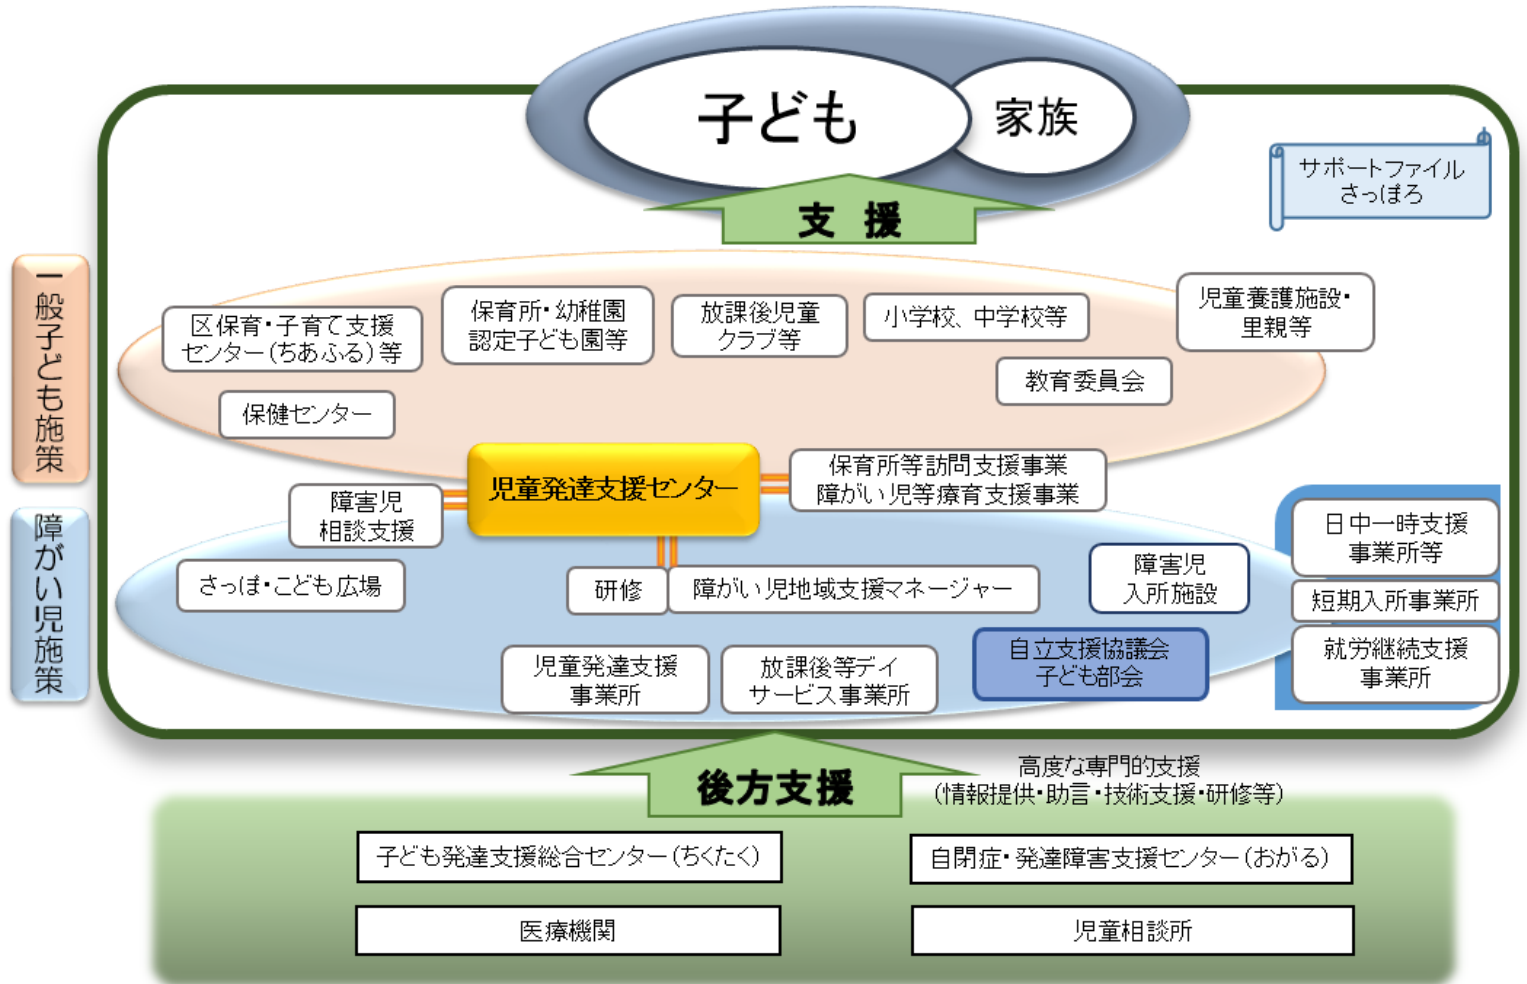 子ども
家族
サポートファイル
さっぽろ
支 援
一般子ども施策
区保育・子育て支援
センター(ちあふる)等
保育所・幼稚園
認定子ども園等
放課後児童
クラブ等
小学校、中学校等
児童養護施設・
里親等
教育委員会
保健センター
児童発達支援センター
保育所等訪問支援事業
障がい児等療育支援事業
障害児
相談支援
障がい児施策
さっぽ・こども広場
研修
障がい児地域支援マネージャー
障害児
入所施設
日中一時支援
事業所等
短期入所事業所
就労継続支援
事業所
児童発達支援
事業所
放課後等デイ
サービス事業所
自立支援協議会
子ども部会
後方支援
高度な専門的支援
(情報提供・助言・技術支援・研修等)
子ども発達支援総合センター(ちくたく)
自閉症・発達障害支援センター(おがる)
医療機関
児童相談所